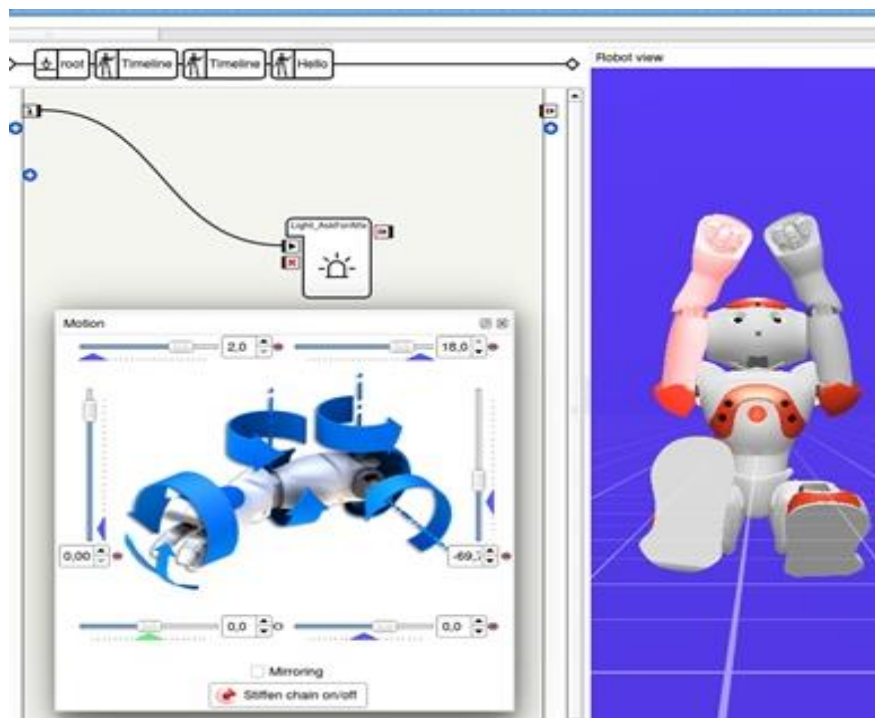 root Timeline Timeline Hello
Robot view
Motion
2,0
18,0
0,00
0,0
0,0
Mirroring
Stiffen chain on/off